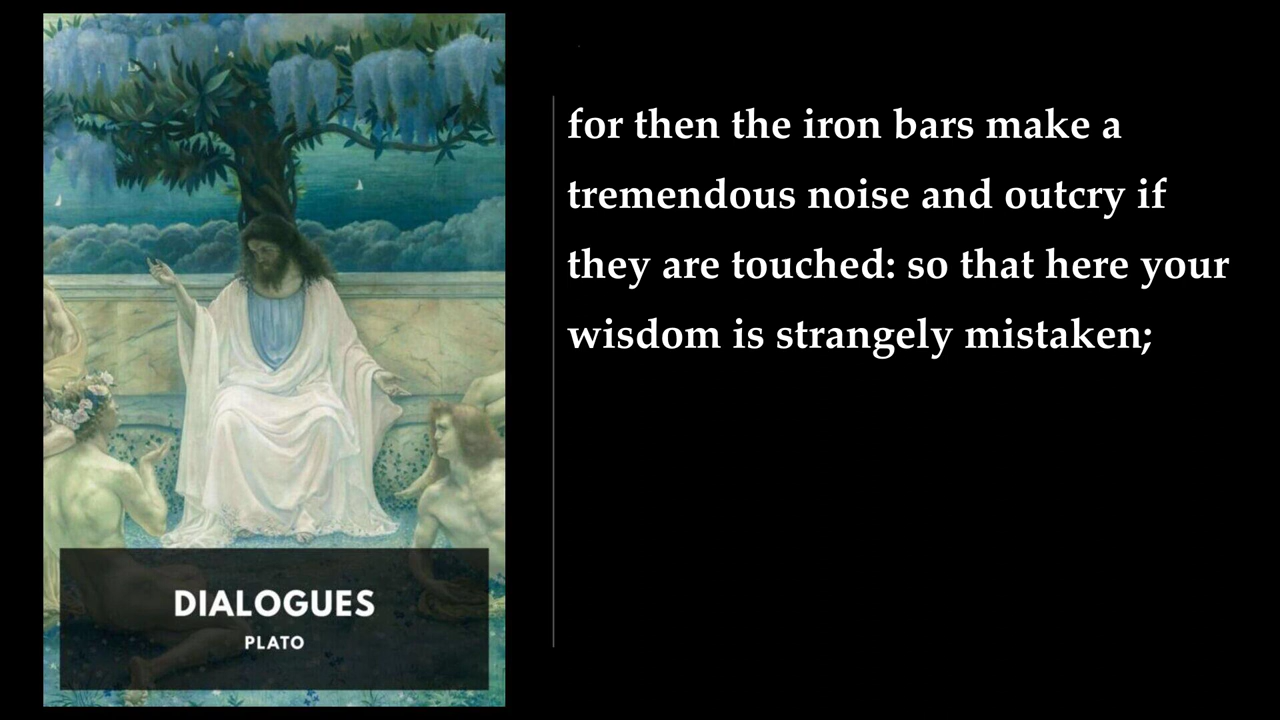 for then the iron bars make a
tremendous noise and outcry if
they are touched: so that here your
wisdom is strangely mistaken;
DIALOGUES
PLATO